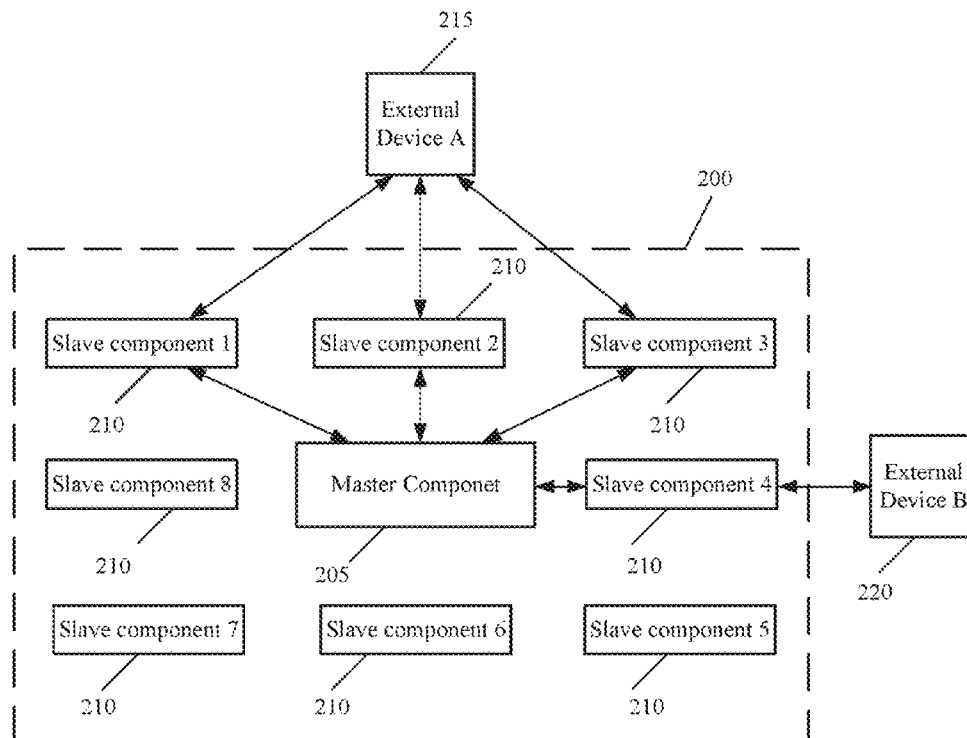 215
External
Device A
200
210
Slave component 1
Slave component 2
Slave component 3
210
210
Slave component 8
Master Componet
Slave component 4
External
Device B
210
205
210
220
Slave component 7
Slave component 6
Slave component 5
210
210
210